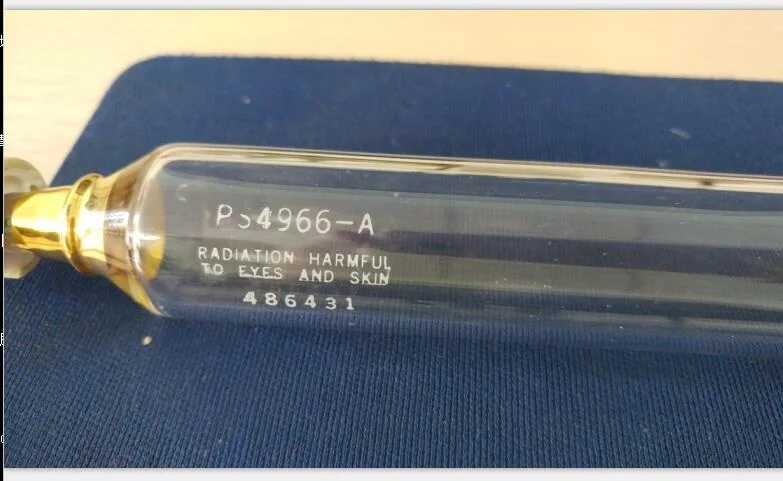 PS4966-A
RADIATION HARMFUL
TO EYES AND SKIN
486431